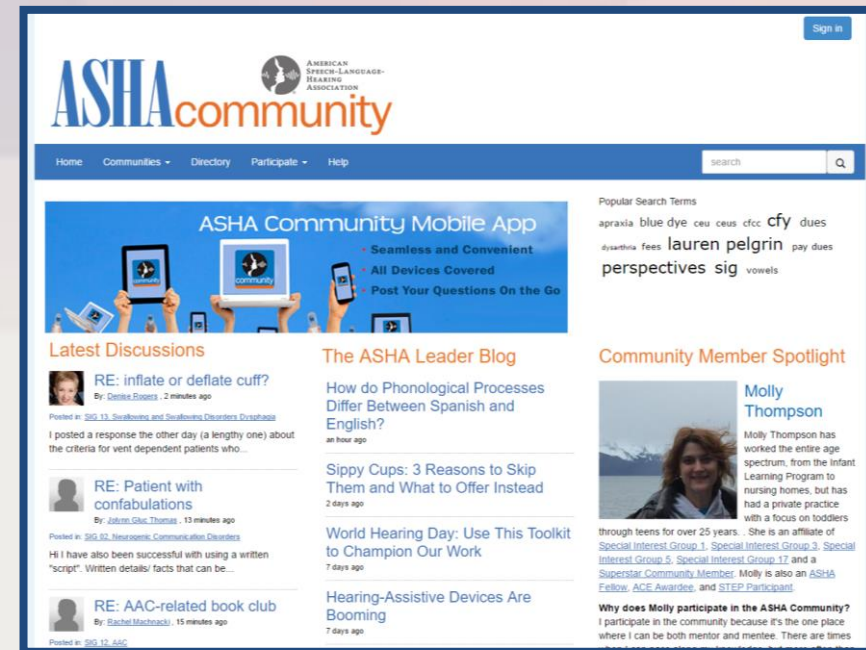 Sign in
ASHAcommunity
AMERICAN
SPEECH-LANGUAGE-
HEARING
ASSOCIATION
Home Communities Directory Participate Help search
ASHA Community Mobile App
• Seamless and Convenient
• All Devices Covered
• Post Your Questions On the Go
community
community
Popular Search Terms
apraxia blue dye ceu ceus cfcc cfy dues
dysarthria fees lauren pelgrin pay dues
perspectives sig vowels
Latest Discussions
RE: inflate or deflate cuff?
By: Denise Rogers , 2 minutes ago
Posted in: SIG 13, Swallowing and Swallowing Disorders Dysphagia
I posted a response the other day (a lengthy one) about
the criteria for vent dependent patients who...
RE: Patient with
confabulations
By: Jolynn Gluc Thomas , 13 minutes ago
Posted in: SIG 02, Neurogenic Communication Disorders
Hi I have also been successful with using a written
"script". Written details/ facts that can be...
RE: AAC-related book club
By: Rachel Machnacki , 15 minutes ago
Posted in: SIG 12, AAC
The ASHA Leader Blog
How do Phonological Processes
Differ Between Spanish and
English?
an hour ago
Sippy Cups: 3 Reasons to Skip
Them and What to Offer Instead
2 days ago
World Hearing Day: Use This Toolkit
to Champion Our Work
7 days ago
Hearing-Assistive Devices Are
Booming
7 days ago
Community Member Spotlight
Molly
Thompson
Molly Thompson has
worked the entire age
spectrum, from the Infant
Learning Program to
nursing homes, but has
had a private practice
with a focus on toddlers
through teens for over 25 years. . She is an affiliate of
Special Interest Group 1, Special Interest Group 3, Special
Interest Group 5, Special Interest Group 17 and a
Superstar Community Member. Molly is also an ASHA
Fellow, ACE Awardee, and STEP Participant.
Why does Molly participate in the ASHA Community?
I participate in the community because it's the one place
where I can be both mentor and mentee. There are times